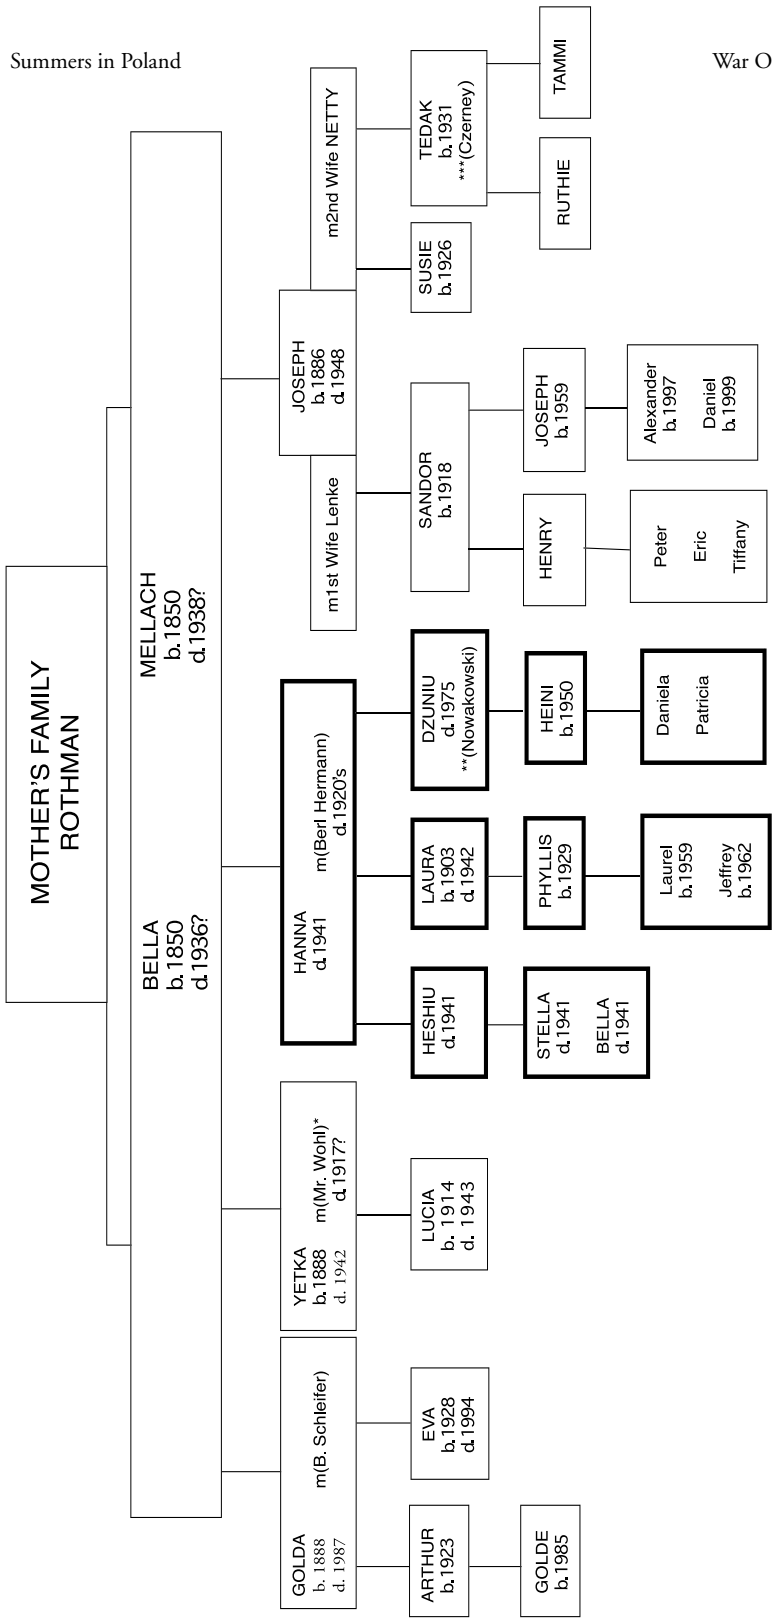 Summers in Poland
War O
MOTHER'S FAMILY
ROTHMAN
BELLA
b.1850
d.1936?
MELLACH
b.1850
d.1938?
GOLDA
b. 1888
d. 1987
m(B. Schleifer)
YETKA
b.1888
d. 1942
m(Mr. Wohl)*
d.1917?
HANNA
d.1941
m(Berl Hermann)
d.1920's
m1st Wife Lenke
JOSEPH
b.1886
d.1948
m2nd Wife NETTY
ARTHUR
b.1923
EVA
b.1928
d.1994
LUCIA
b. 1914
d. 1943
HESHIU
d.1941
LAURA
b.1903
d.1942
DZUNIU
d.1975
**(Nowakowski)
SANDOR
b.1918
SUSIE
b.1926
TEDAK
b.1931
***(Czerney)
GOLDE
b.1985
STELLA
d.1941
BELLA
d.1941
PHYLLIS
b.1929
HEINI
b.1950
HENRY
JOSEPH
b.1959
RUTHIE
TAMMI
Laurel
b.1959
Jeffrey
b.1962
Daniela
Patricia
Peter
Eric
Tiffany
Alexander
b.1997
Daniel
b.1999